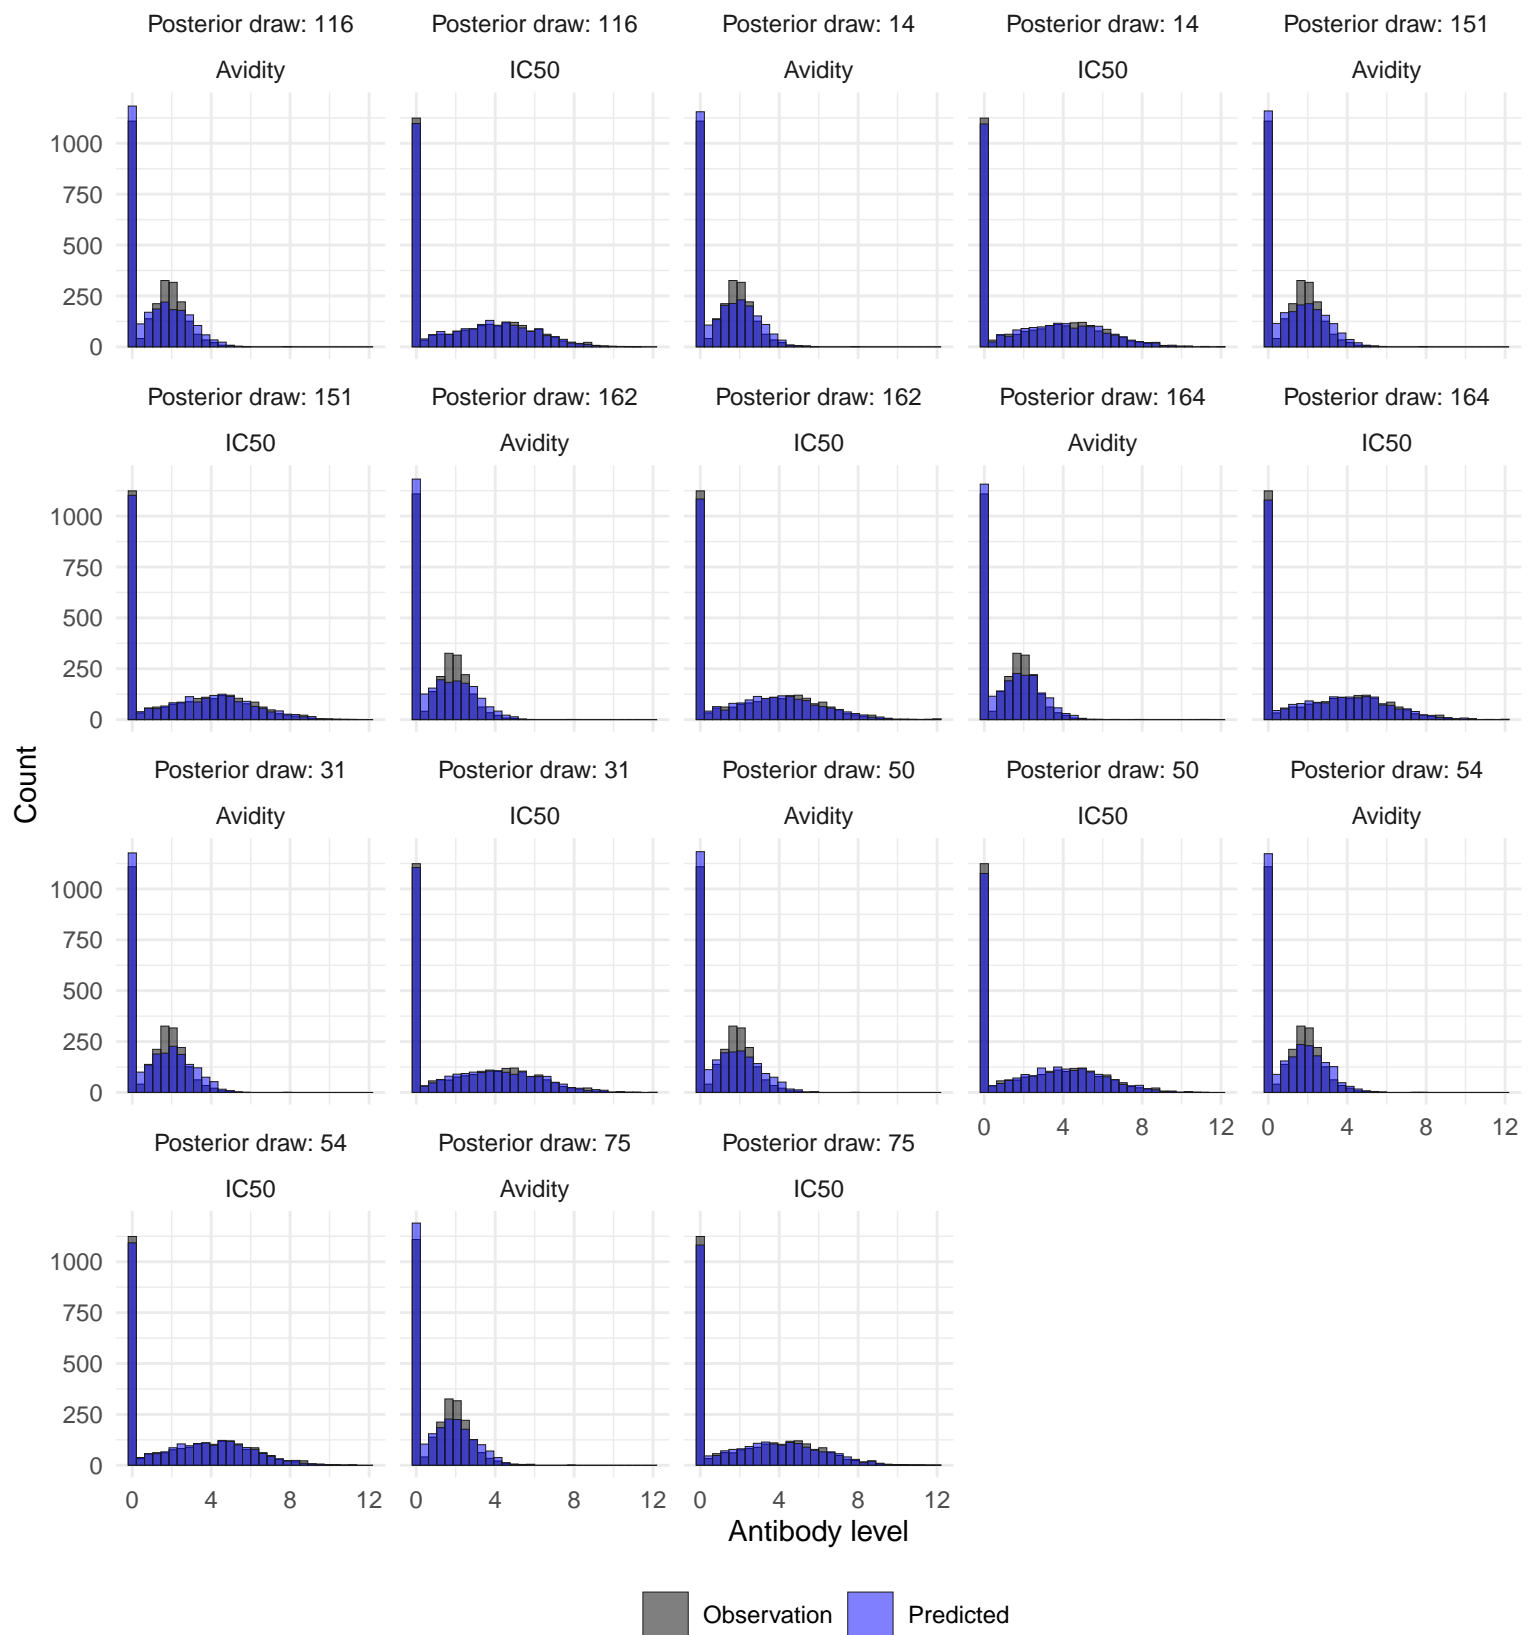 Posterior draw: 116 Posterior draw: 116 Posterior draw: 14 Posterior draw: 14 Posterior draw: 151
Avidity IC50 Avidity IC50 Avidity
1000
750
500
250
0
Posterior draw: 151 Posterior draw: 162 Posterior draw: 162 Posterior draw: 164 Posterior draw: 164
IC50 Avidity IC50 Avidity IC50
1000
750
500
250
0
Count
Posterior draw: 31 Posterior draw: 31 Posterior draw: 50 Posterior draw: 50 Posterior draw: 54
Avidity IC50 Avidity IC50 Avidity
1000
750
500
250
0
0 4 8 12 0 4 8 12
Posterior draw: 54 Posterior draw: 75 Posterior draw: 75
IC50 Avidity IC50
1000
750
500
250
0
0 4 8 12 0 4 8 12 0 4 8 12
Antibody level
Observation Predicted